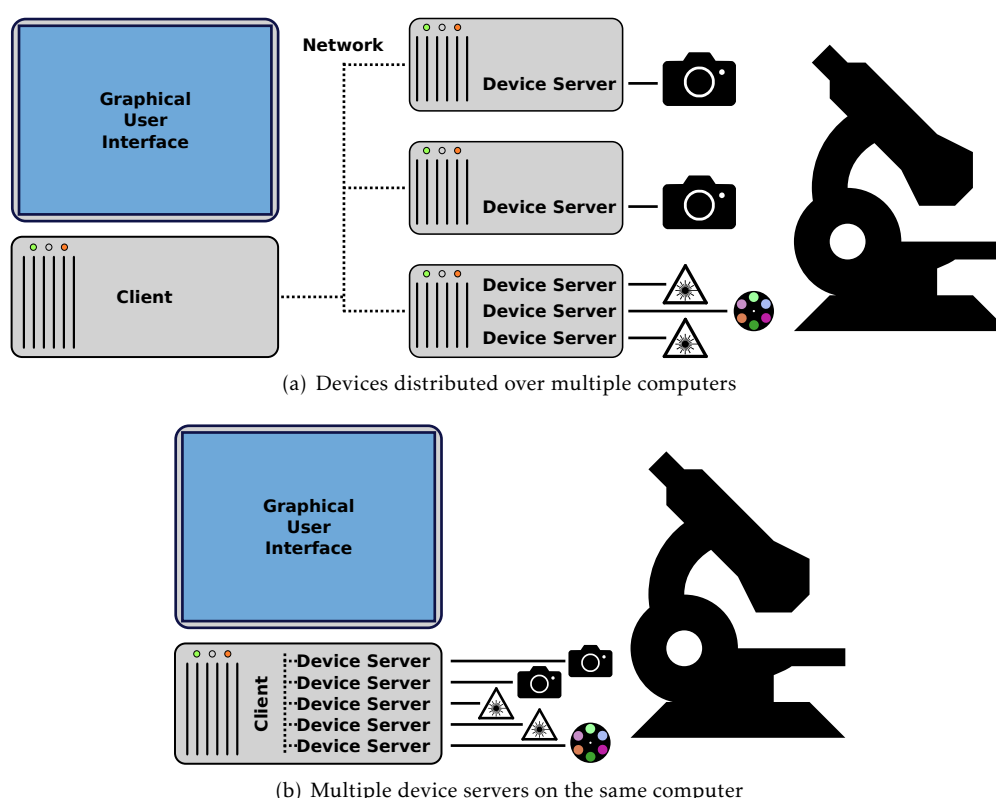 Graphical
User
Interface
Network
Device Server
Device Server
Client
Device Server
Device Server
Device Server
(a) Devices distributed over multiple computers
Graphical
User
Interface
Client
Device Server
Device Server
Device Server
Device Server
Device Server
(b) Multiple device servers on the same computer